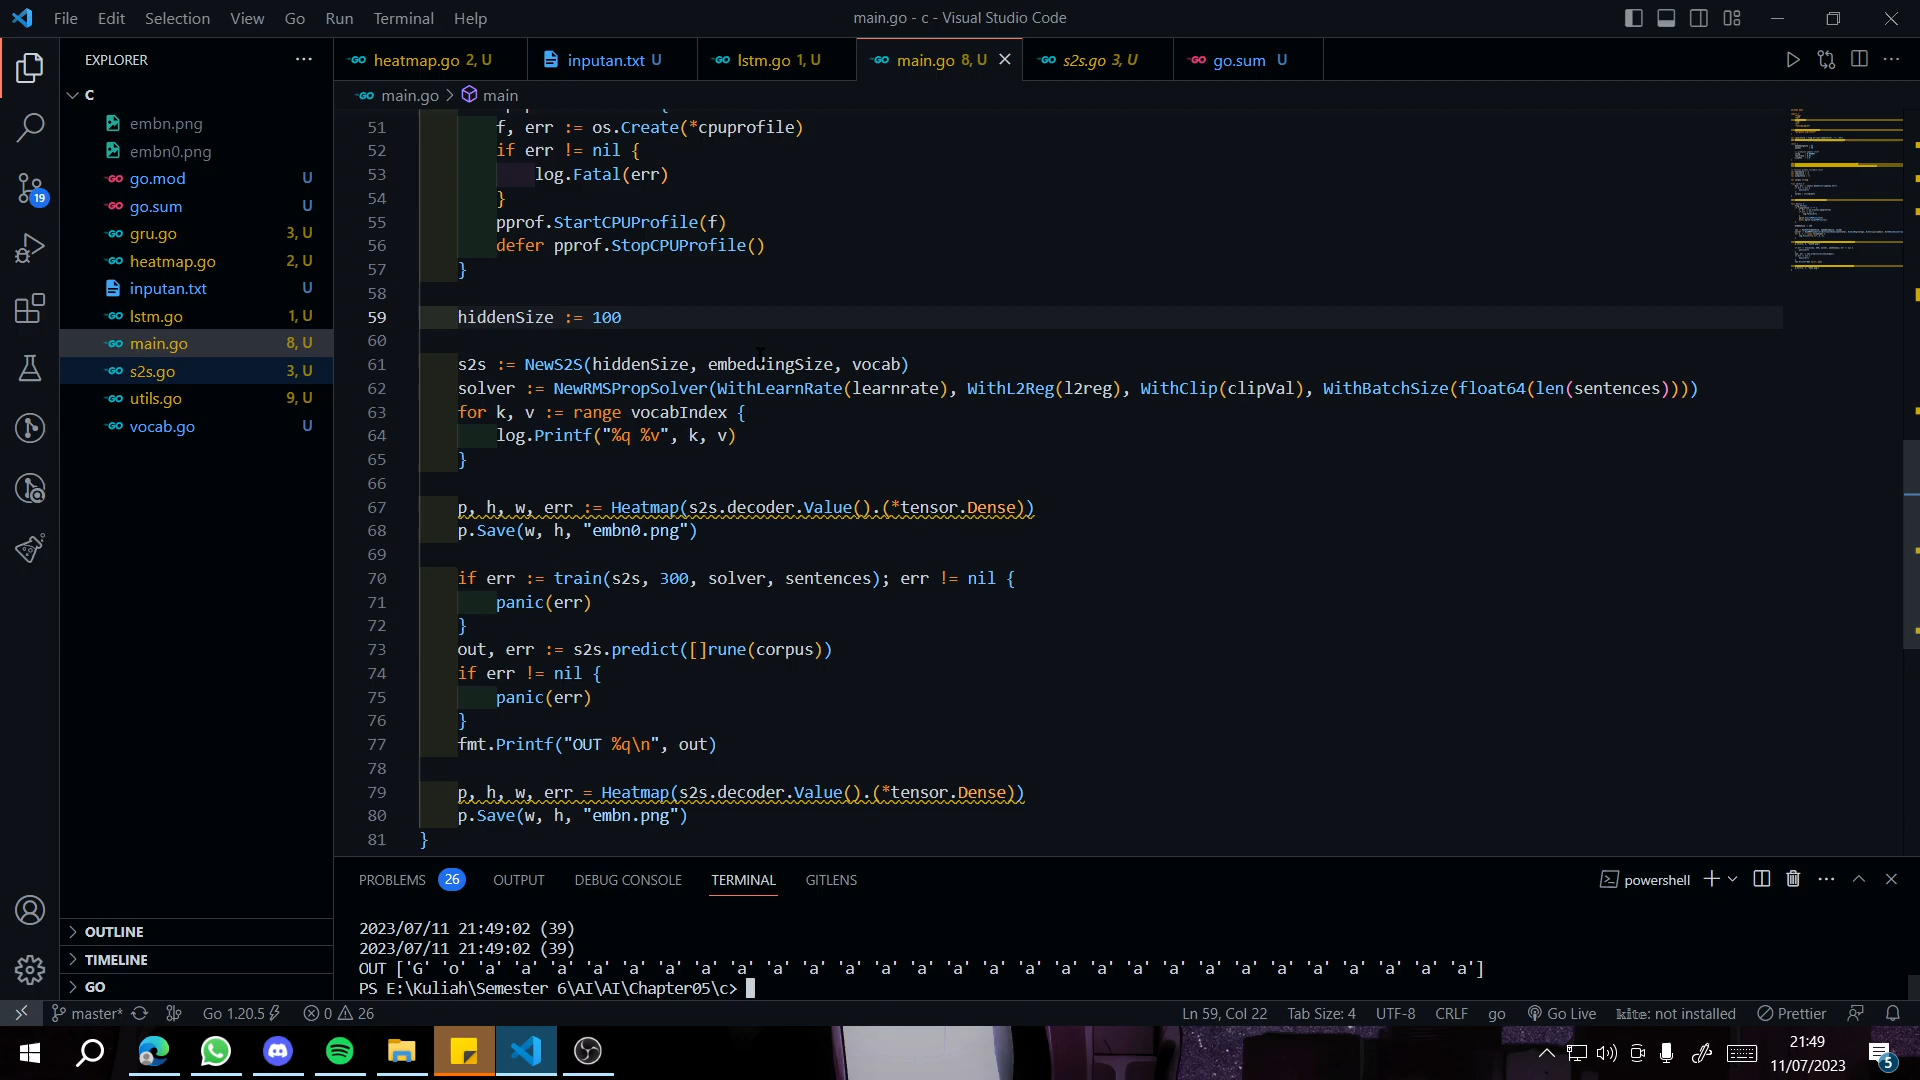 File Edit Selection View Go Run Terminal Help
main.go - c - Visual Studio Code
EXPLORER
heatmap.go 2, U
inputan.txt U
lstm.go 1, U
main.go 8, U
s2s.go 3, U
go.sum U
main.go > main
C
embn.png
embn0.png
go.mod U
go.sum U
gru.go 3, U
heatmap.go 2, U
inputan.txt U
lstm.go 1, U
main.go 8, U
s2s.go 3, U
utils.go 9, U
vocab.go U
19
OUTLINE
TIMELINE
GO
51 f, err := os.Create(*cpuprofile)
52 if err != nil {
53 log.Fatal(err)
54 }
55 pprof.StartCPUProfile(f)
56 defer pprof.StopCPUProfile()
57 }
58
59 hiddenSize := 100
60
61 s2s := NewS2S(hiddenSize, embeddingSize, vocab)
62 solver := NewRMSPropSolver(WithLearnRate(learnrate), WithL2Reg(l2reg), WithClip(clipVal), WithBatchSize(float64(len(sentences))))
63 for k, v := range vocabIndex {
64 log.Printf("%q %v", k, v)
65 }
66
67 p, h, w, err := Heatmap(s2s.decoder.Value().(*tensor.Dense))
68 p.Save(w, h, "embn0.png")
69
70 if err := train(s2s, 300, solver, sentences); err != nil {
71 panic(err)
72 }
73 out, err := s2s.predict([]rune(corpus))
74 if err != nil {
75 panic(err)
76 }
77 fmt.Printf("OUT %q\n", out)
78
79 p, h, w, err = Heatmap(s2s.decoder.Value().(*tensor.Dense))
80 p.Save(w, h, "embn.png")
81 }
PROBLEMS 26 OUTPUT DEBUG CONSOLE TERMINAL GITLENS
powershell
2023/07/11 21:49:02 (39)
2023/07/11 21:49:02 (39)
OUT ['G' 'o' 'a' 'a' 'a' 'a' 'a' 'a' 'a' 'a' 'a' 'a' 'a' 'a' 'a' 'a' 'a' 'a' 'a' 'a' 'a' 'a' 'a' 'a' 'a' 'a' 'a' 'a' 'a' 'a']
PS E:\Kuliah\Semester 6\AI\AI\Chapter05\c>
master* Go 1.20.5 0 26
Ln 59, Col 22 Tab Size: 4 UTF-8 CRLF go Go Live kite: not installed Prettier
21:49
11/07/2023
5